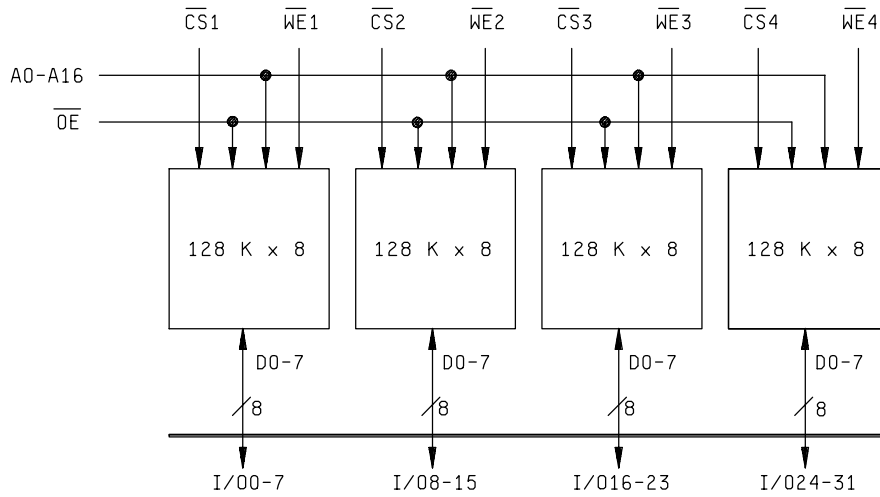 CS1 WE1 CS2 WE2 CS3 WE3 CS4 WE4
A0-A16
OE
128 K x 8 128 K x 8 128 K x 8 128 K x 8
D0-7 D0-7 D0-7 D0-7
8 8 8 8
I/O0-7 I/O8-15 I/O16-23 I/O24-31